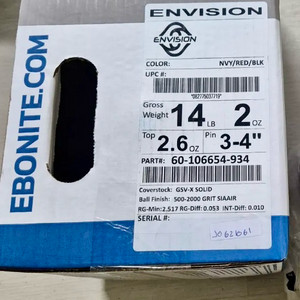 ENVISION
ENVISION
COLOR: NVY/RED/BLK
UPC #:
Gross Weight 14 LB 2 OZ
Top 2.6 OZ Pin 3-4"
PART#: 60-106654-934
Coverstock: GSV-X SOLID
Ball Finish: 500-2000 GRIT SIAAIR
RG-Min:2.517 RG-Diff: 0.053 INT-Diff: 0.010
SERIAL #:
EBONITE.COM